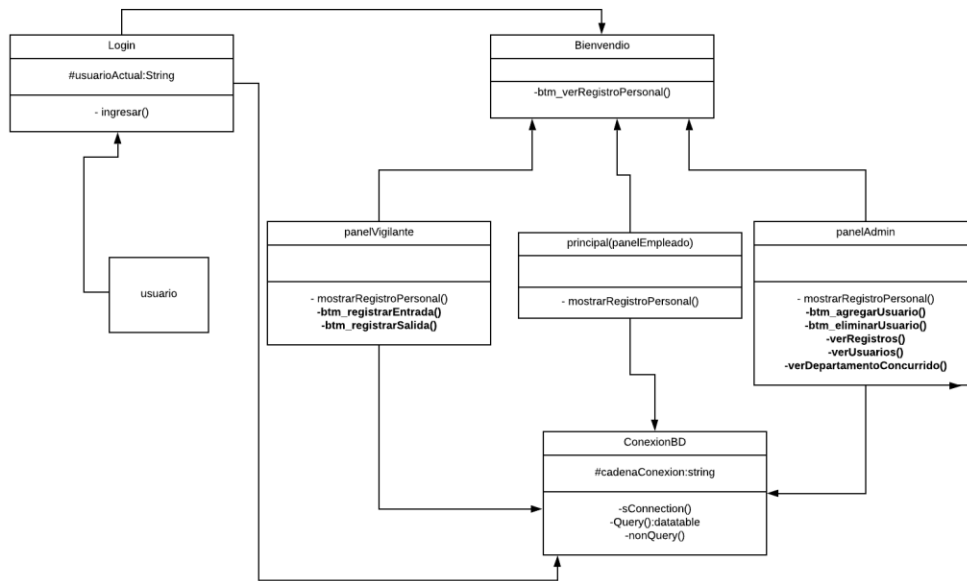 Login
#usuarioActual:String
- ingresar()
Bienvendio
-btm_verRegistroPersonal()
usuario
panelVigilante
- mostrarRegistroPersonal()
-btm_registrarEntrada()
-btm_registrarSalida()
principal(panelEmpleado)
- mostrarRegistroPersonal()
panelAdmin
- mostrarRegistroPersonal()
-btm_agregarUsuario()
-btm_eliminarUsuario()
-verRegistros()
-verUsuarios()
-verDepartamentoConcurrido()
ConexionBD
#cadenaConexion:string
-sConnection()
-Query():datatable
-nonQuery()